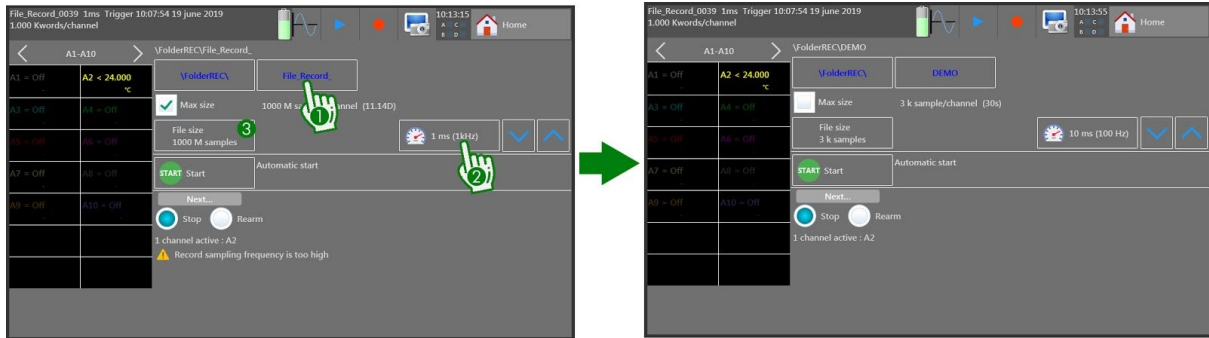 File_Record_0039 1ms Trigger 10:07:54 19 june 2019
1.000 Kwords/channel
10:13:15
A C
B D
Home
A1-A10
\FolderREC\File_Record_
A1 = Off
A2 < 24.000
°C
\FolderREC\
File_Record_
1
A3 = Off
A4 = Off
Max size
1000 M
(11.14D)
A5 = Off
A6 = Off
File size
1000 M samples
3
1 ms (1kHz)
2
A7 = Off
A8 = Off
START Start
Automatic start
A9 = Off
A10 = Off
Next...
Stop
Rearm
1 channel active : A2
Record sampling frequency is too high
File_Record_0039 1ms Trigger 10:07:54 19 june 2019
1.000 Kwords/channel
10:13:55
A C
B D
Home
A1-A10
\FolderREC\DEMO
A1 = Off
A2 < 24.000
°C
\FolderREC\
DEMO
A3 = Off
A4 = Off
Max size
3 k sample/channel (30s)
A5 = Off
A6 = Off
File size
3 k samples
10 ms (100 Hz)
A7 = Off
A8 = Off
START Start
Automatic start
A9 = Off
A10 = Off
Next...
Stop
Rearm
1 channel active : A2